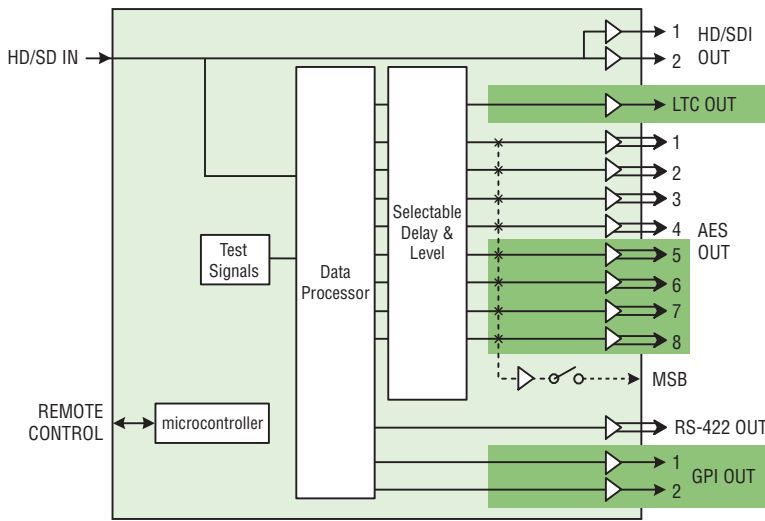 HD/SD IN
1
2
HD/SDI
OUT
LTC OUT
1
2
3
4
5
6
7
8
AES
OUT
Selectable
Delay &
Level
Test
Signals
Data
Processor
MSB
REMOTE
CONTROL
microcontroller
RS-422 OUT
1
2
GPI OUT